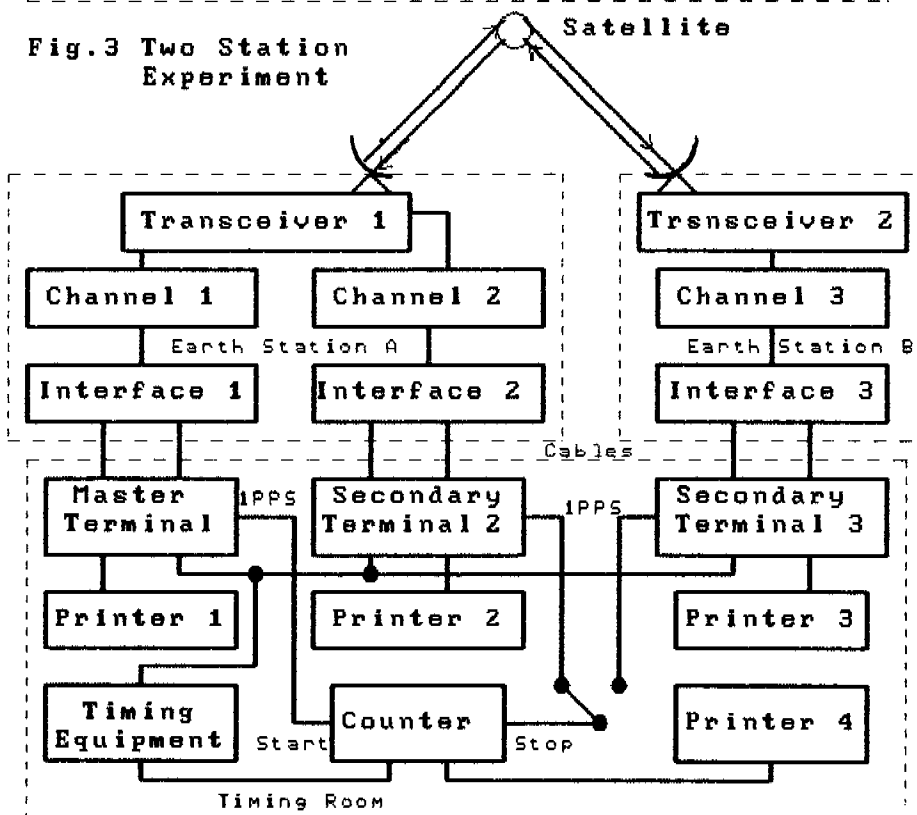 Fig.3 Two Station
Experiment
Satellite
Transceiver 1
Trsnsceiver 2
Channel 1
Channel 2
Channel 3
Earth Station A
Earth Station B
Interface 1
Interface 2
Interface 3
Cables
Master
Terminal
1PPS
Secondary
Terminal 2
1PPS
Secondary
Terminal 3
Printer 1
Printer 2
Printer 3
Timing
Equipment
Start
Counter
Stop
Printer 4
Timing Room